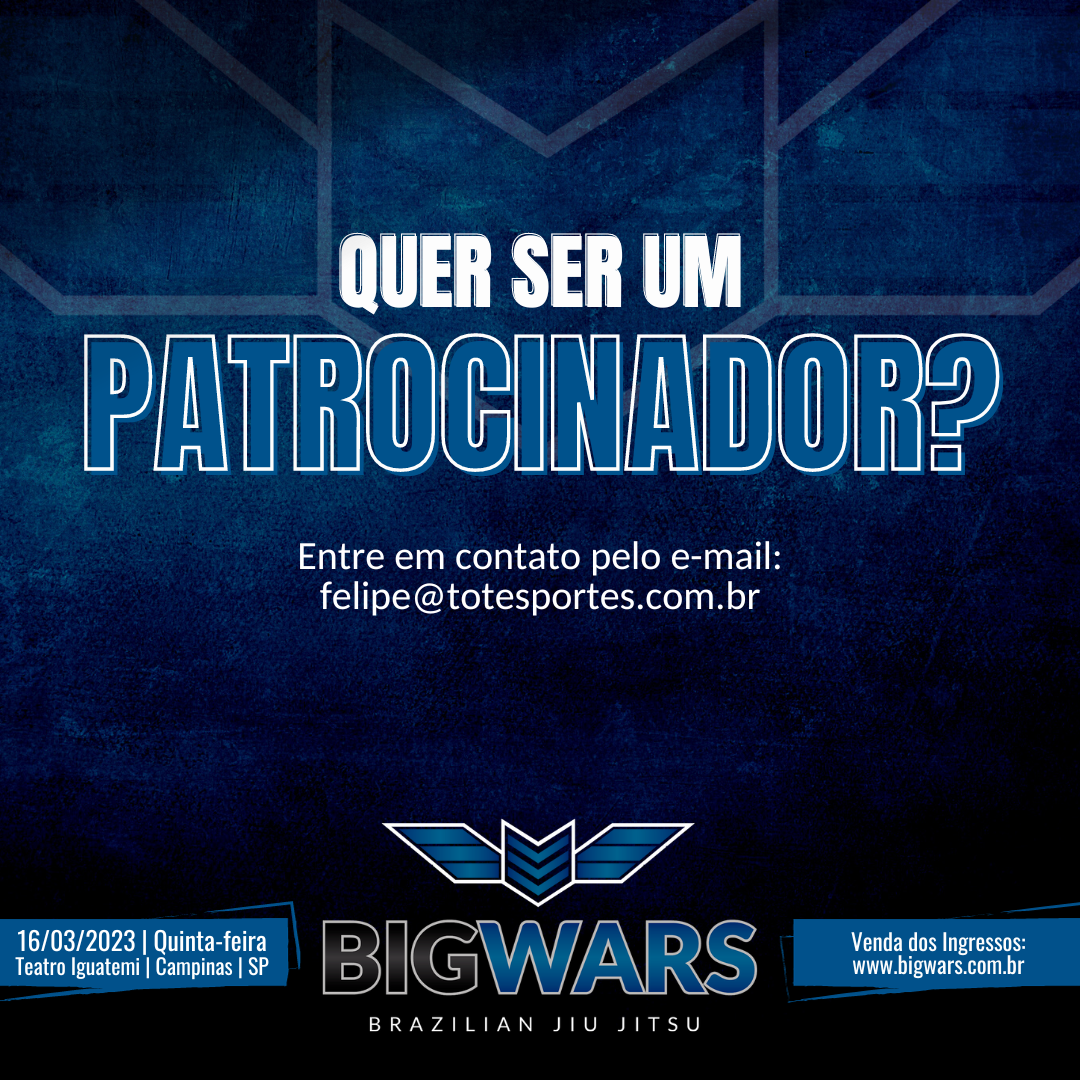 QUER SER UM
PATROCINADOR?
Entre em contato pelo e-mail:
felipe@totesportes.com.br
16/03/2023 | Quinta-feira
Teatro Iguatemi | Campinas | SP
BIGWARS
BRAZILIAN JIU JITSU
Venda dos Ingressos:
www.bigwars.com.br